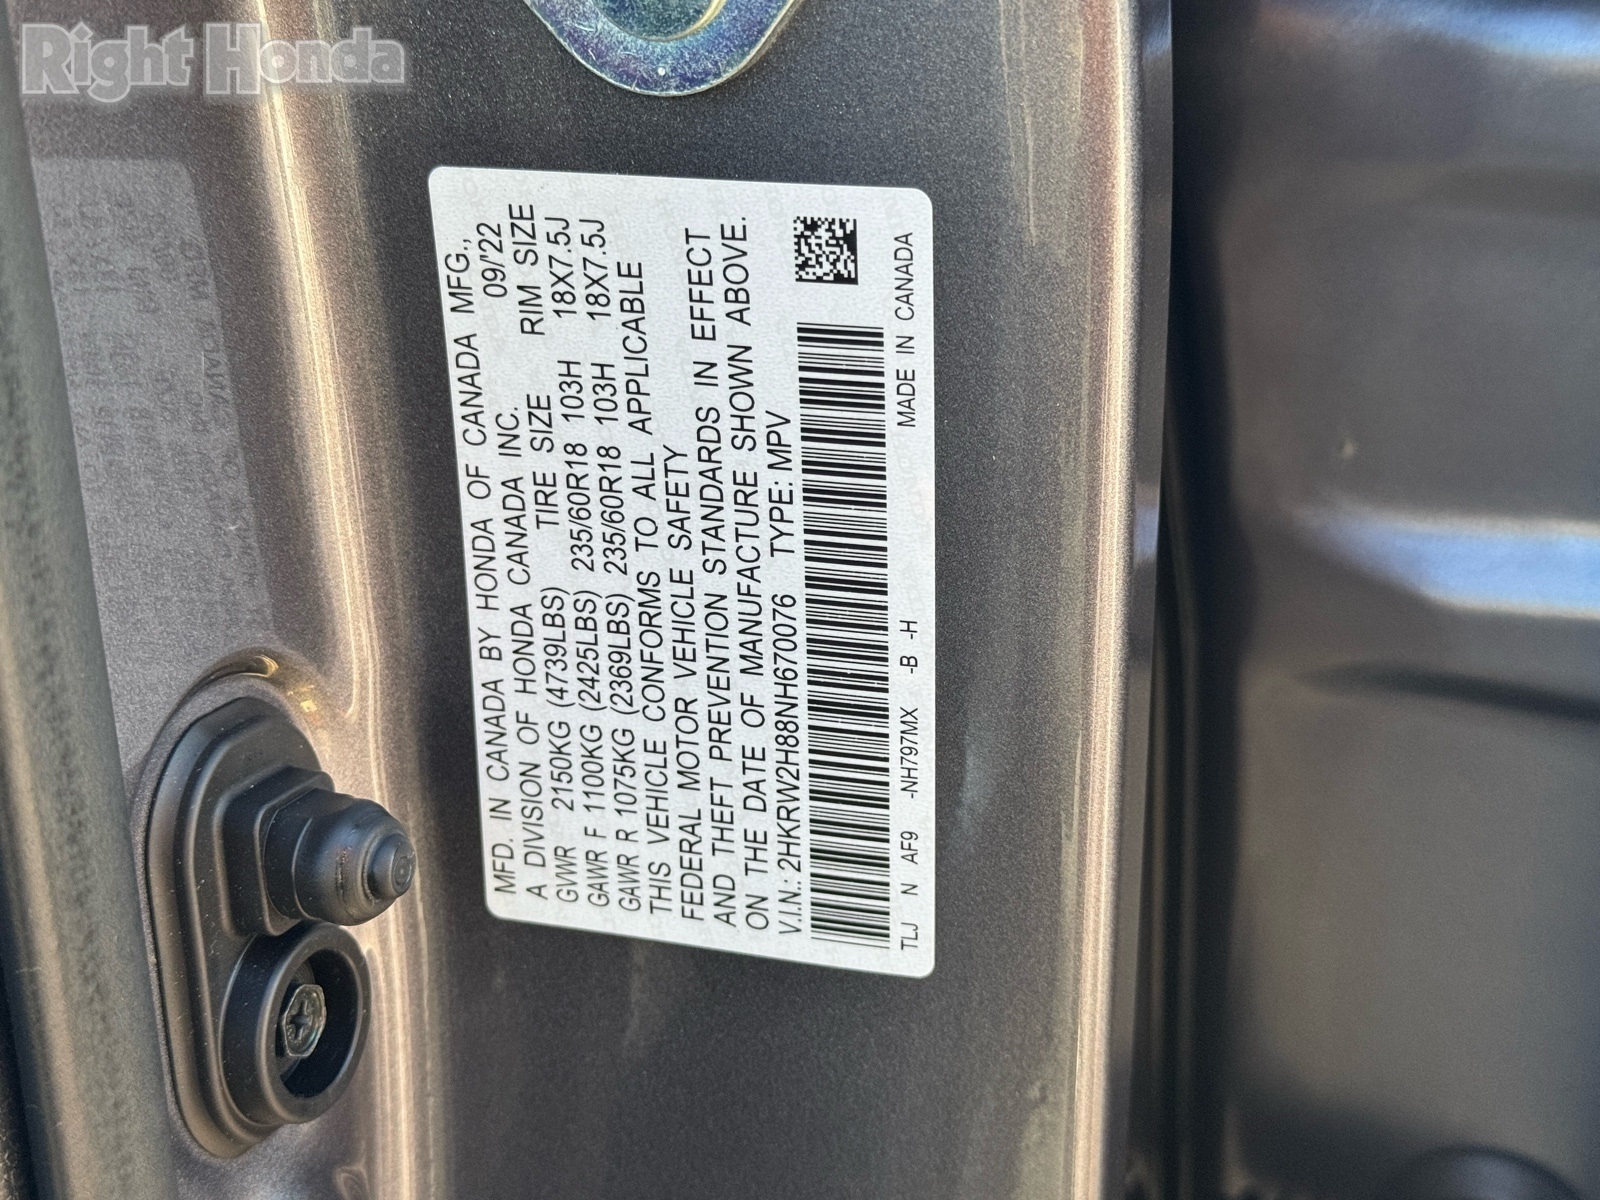 Right Honda
MFD. IN CANADA BY HONDA OF CANADA MFG.,
A DIVISION OF HONDA CANADA INC. 09/'22
GVWR 2150KG (4739LBS) TIRE SIZE RIM SIZE
GAWR F 1100KG (2425LBS) 235/60R18 103H 18X7.5J
GAWR R 1075KG (2369LBS) 235/60R18 103H 18X7.5J
THIS VEHICLE CONFORMS TO ALL APPLICABLE
FEDERAL MOTOR VEHICLE SAFETY
AND THEFT PREVENTION STANDARDS IN EFFECT
ON THE DATE OF MANUFACTURE SHOWN ABOVE.
V.I.N.: 2HKRW2H88NH670076 TYPE: MPV
TLJ N AF9 -NH797MX -B -H MADE IN CANADA